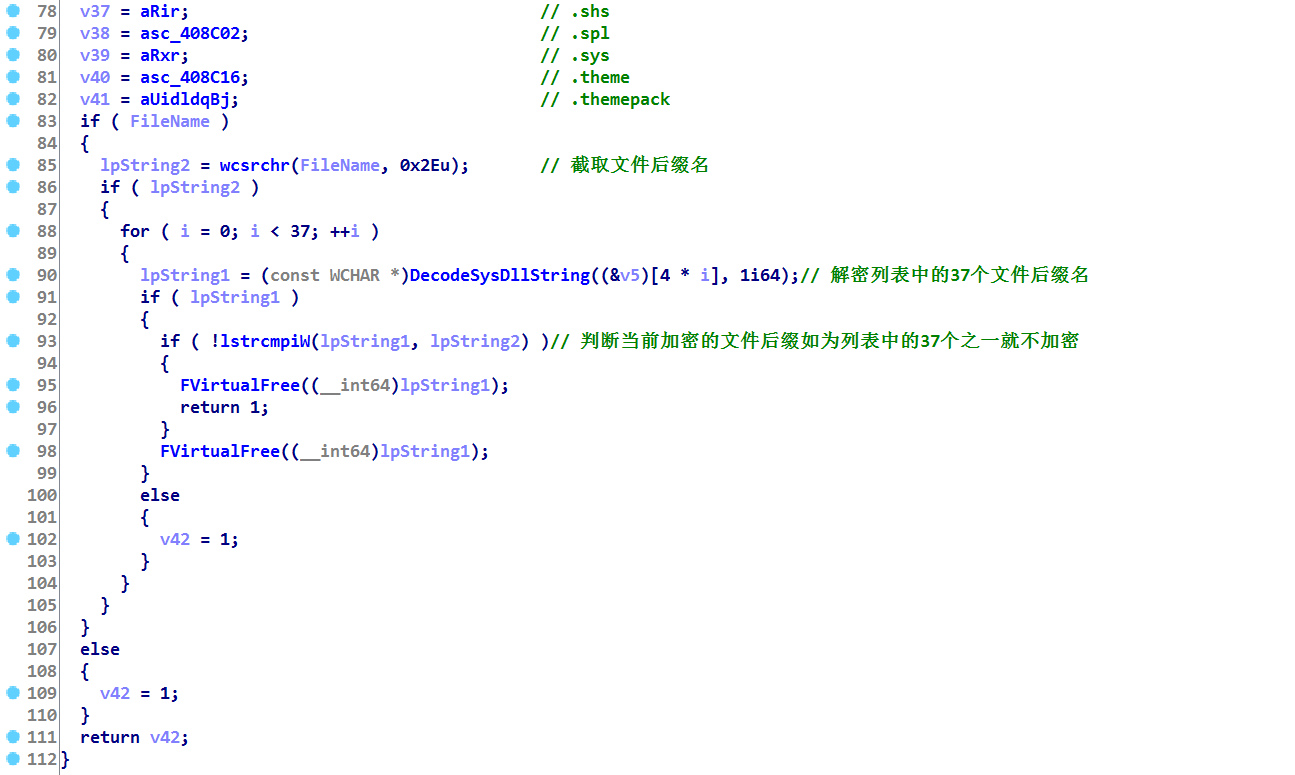 78 v37 = aRir; // .shs
79 v38 = asc_408C02; // .spl
80 v39 = aRxr; // .sys
81 v40 = asc_408C16; // .theme
82 v41 = aUidldqBj; // .themepack
83 if ( FileName )
84 {
85 lpString2 = wcsrchr(FileName, 0x2Eu); // 截取文件后缀名
86 if ( lpString2 )
87 {
88 for ( i = 0; i < 37; ++i )
89 {
90 lpString1 = (const WCHAR *)DecodeSysDllString((&v5)[4 * i], 1i64);// 解密列表中的37个文件后缀名
91 if ( lpString1 )
92 {
93 if ( !lstrcmpiW(lpString1, lpString2) )// 判断当前加密的文件后缀如为列表中的37个之一就不加密
94 {
95 FVirtualFree((__int64)lpString1);
96 return 1;
97 }
98 FVirtualFree((__int64)lpString1);
99 }
100 else
101 {
102 v42 = 1;
103 }
104 }
105 }
106 }
107 else
108 {
109 v42 = 1;
110 }
111 return v42;
112 }